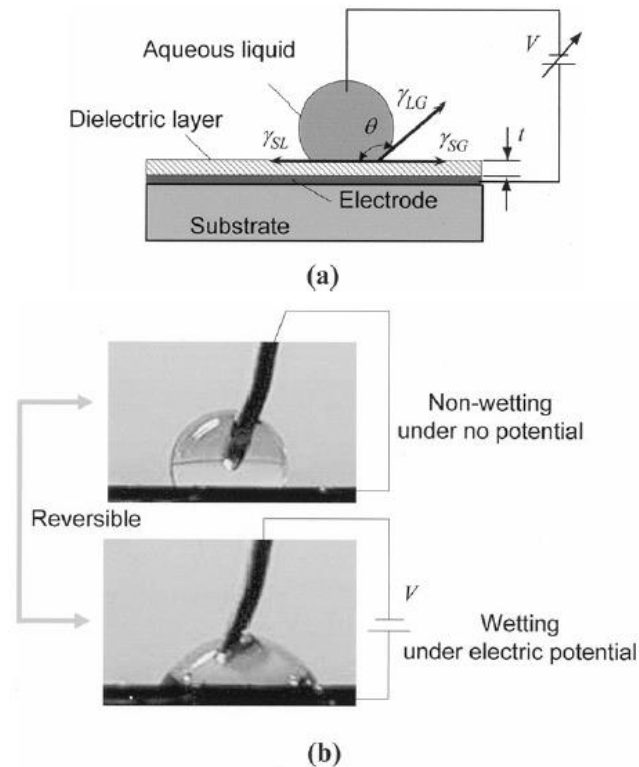 Aqueous liquid
V
γLG
Dielectric layer
θ
γSL
γSG
t
Electrode
Substrate
(a)
Non-wetting
under no potential
Reversible
V
Wetting
under electric potential
(b)